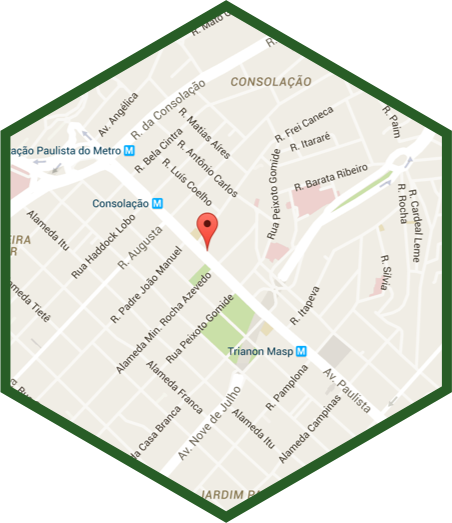 R. Mato
R.
CONSOLAÇÃO
Av. Angélica
R. da Consolação
R. Matias Aires
R. Frei Caneca
R. Paim
R. Bela Cintra
R. Antônio Carlos
R. Itararé
ação Paulista do Metro M
R. Luís Coelho
Rua Peixoto Gomide
R. Barata Ribeiro
Consolação M
R. Rocha
R. Cardeal Leme
Alameda Itu
Rua Haddock Lobo
R. Augusta
EIRA
R
R. Padre João Manuel
R. Sílvia
ameda Tietê
Alameda Min. Rocha Azevedo
Rua Peixoto Gomide
R. Itapeva
Trianon Masp M
Alameda Franca
R. Pamplona
Av. Paulista
Av. Nove de Julho
Alameda Itu
Alameda Campinas
la Casa Branca
JARDIM